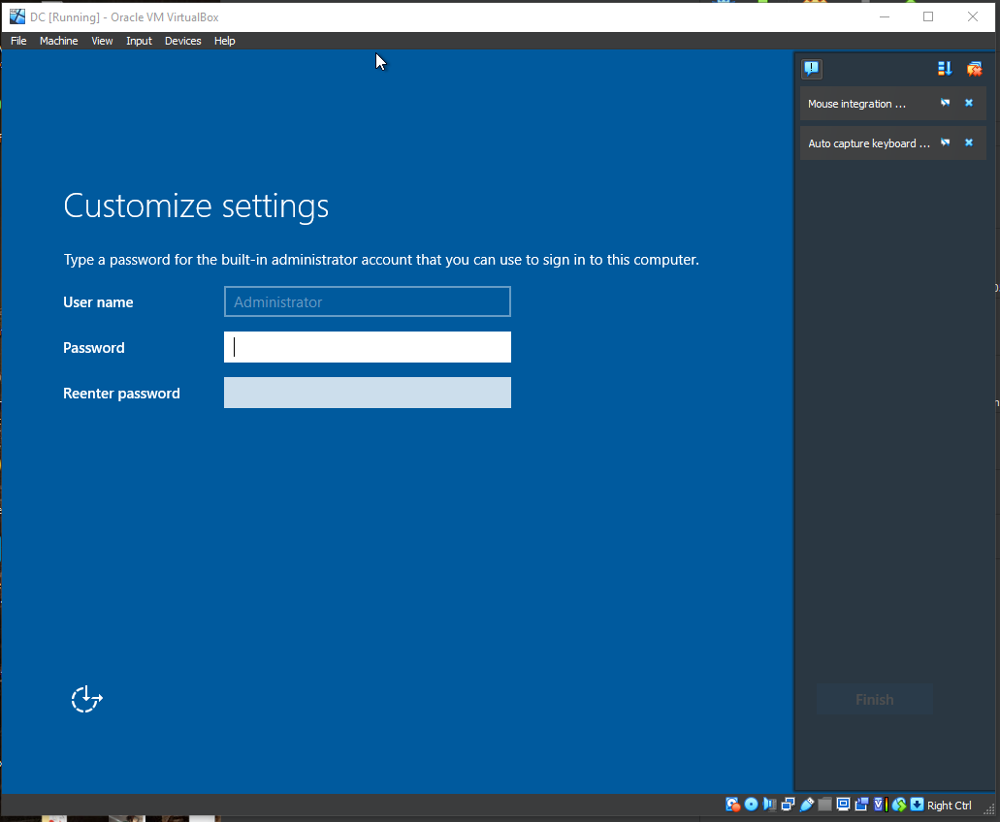 DC [Running] - Oracle VM VirtualBox
File Machine View Input Devices Help
Mouse integration ...
Auto capture keyboard ...
Customize settings
Type a password for the built-in administrator account that you can use to sign in to this computer.
User name Administrator
Password
Reenter password
Finish
Right Ctrl